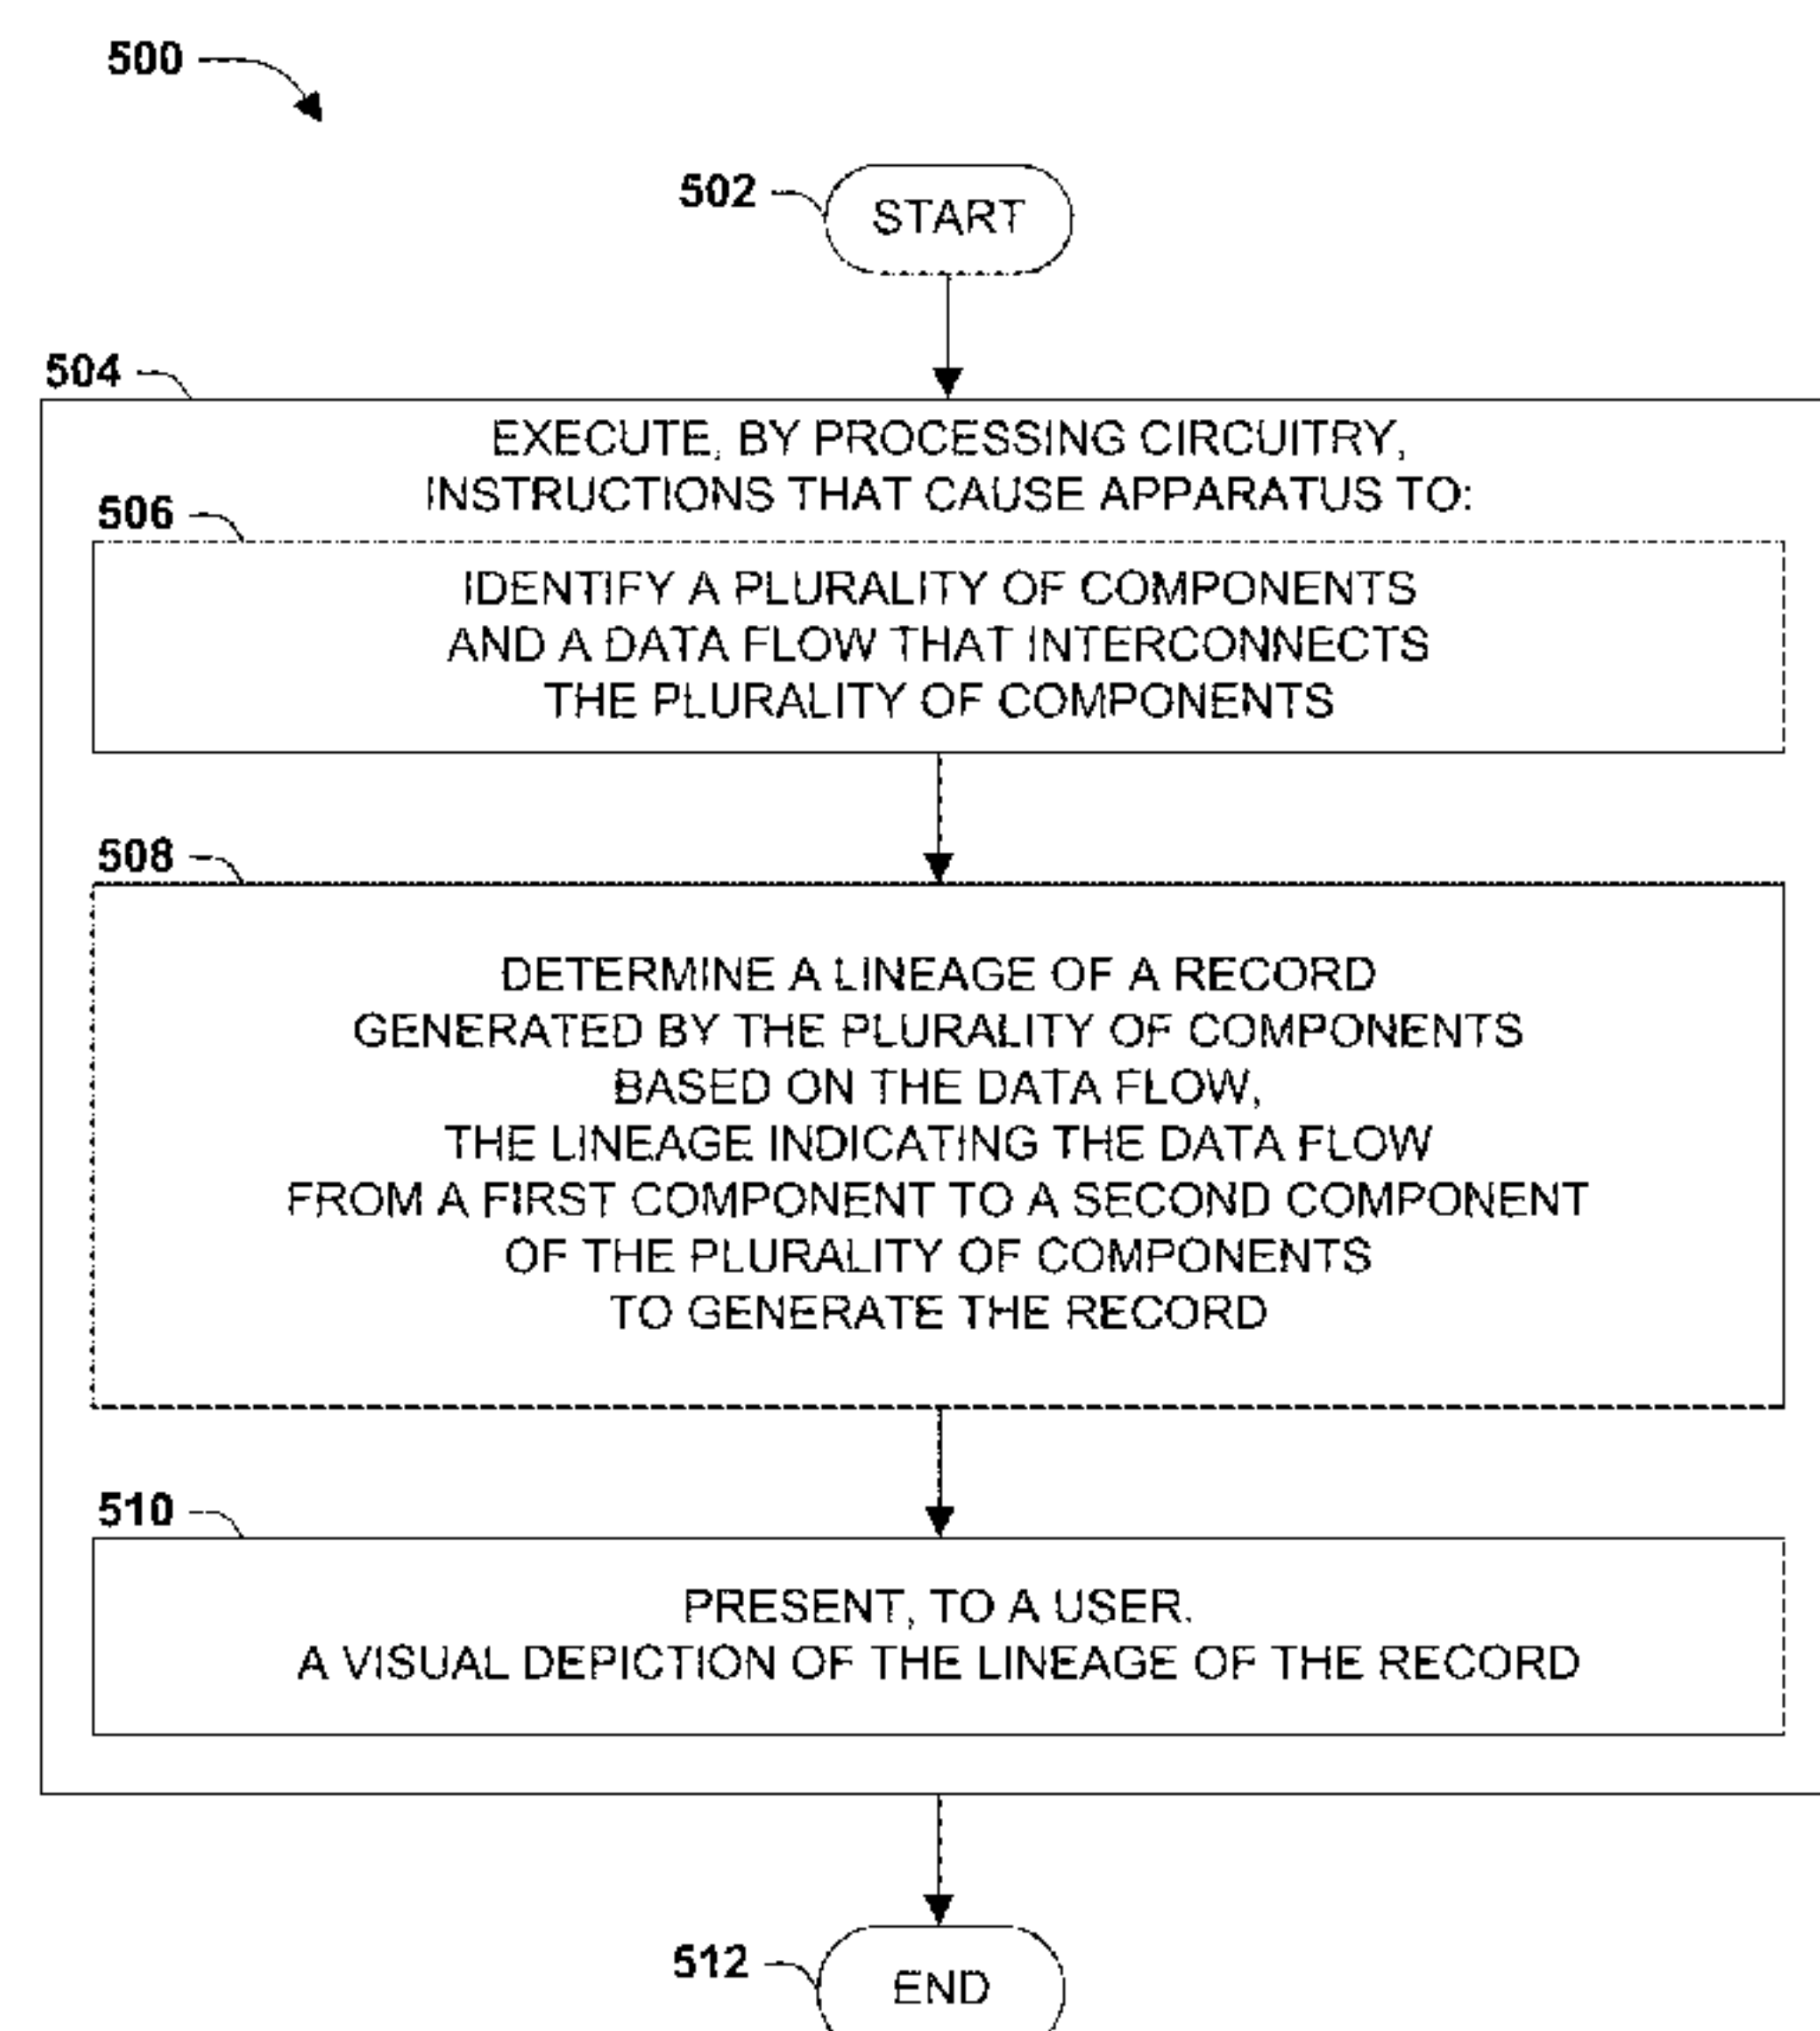 500
502
START
504
EXECUTE, BY PROCESSING CIRCUITRY,
INSTRUCTIONS THAT CAUSE APPARATUS TO:
506
IDENTIFY A PLURALITY OF COMPONENTS
AND A DATA FLOW THAT INTERCONNECTS
THE PLURALITY OF COMPONENTS
508
DETERMINE A LINEAGE OF A RECORD
GENERATED BY THE PLURALITY OF COMPONENTS
BASED ON THE DATA FLOW,
THE LINEAGE INDICATING THE DATA FLOW
FROM A FIRST COMPONENT TO A SECOND COMPONENT
OF THE PLURALITY OF COMPONENTS
TO GENERATE THE RECORD
510
PRESENT, TO A USER,
A VISUAL DEPICTION OF THE LINEAGE OF THE RECORD
512
END